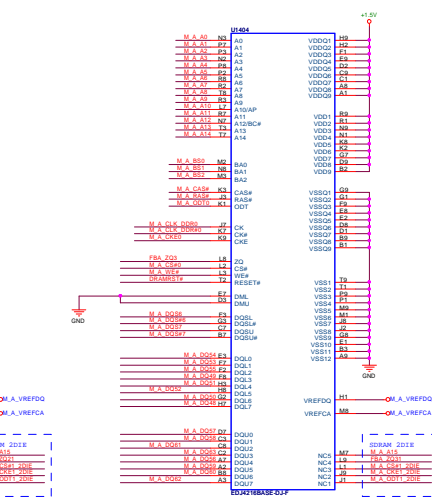 +1.5V
U1404
M_A_A0 N3 A0 VDDQ1 H9
M_A_A1 P7 A1 VDDQ2 H2
M_A_A2 P3 A2 VDDQ3 F1
M_A_A3 N2 A3 VDDQ4 E9
M_A_A4 P8 A4 VDDQ5 D2
M_A_A5 P2 A5 VDDQ6 C9
M_A_A6 R8 A6 VDDQ7 C1
M_A_A7 R2 A7 VDDQ8 A8
M_A_A8 T8 A8 VDDQ9 A1
M_A_A9 R3 A9
M_A_A10 L7 A10/AP
M_A_A11 R7 A11 VDD1 R9
M_A_A12 N7 A12/BC# VDD2 R1
M_A_A13 T3 A13 VDD3 N9
M_A_A14 T7 A14 VDD4 N1
VDD5 K8
VDD6 K2
VDD7 G7
M_A_BS0 M2 BA0 VDD8 D9
M_A_BS1 N8 BA1 VDD9 B2
M_A_BS2 M3 BA2
M_A_CAS# K3 CAS# VSSQ1 G9
M_A_RAS# J3 RAS# VSSQ2 G1
M_A_ODT0 K1 ODT VSSQ3 F9
VSSQ4 E8
VSSQ5 E2
M_A_CLK_DDR0 J7 CK VSSQ6 D8
M_A_CLK_DDR#0 K7 CK# VSSQ7 D1
M_A_CKE0 K9 CKE VSSQ8 B9
VSSQ9 B1
FBA_ZQ3 L8 ZQ
M_A_CS#0 L2 CS#
M_A_WE# L3 WE#
DRAMRST# T2 RESET# VSS1 T9
VSS2 T1
E7 DML VSS3 P9
D3 DMU VSS4 P1
VSS5 M9
VSS6 M1
GND
M_A_DQS6 F3 DQSL VSS7 J8
M_A_DQS#6 G3 DQSL# VSS8 J2
M_A_DQS7 C7 DQSU VSS9 G8
M_A_DQS#7 B7 DQSU# VSS10 E1
VSS11 B3
VSS12 A9
GND
M_A_DQ54 E3 DQL0
M_A_DQ53 F7 DQL1
M_A_DQ55 F2 DQL2
M_A_DQ49 F8 DQL3
M_A_DQ51 H3 DQL4
M_A_DQ52 H8 DQL5
M_A_DQ50 G2 DQL6
M_A_DQ48 H7 DQL7
VREFDQ H1 M_A_VREFDQ
VREFCA M8 M_A_VREFCA
M_A_VREFDQ
M_A_VREFCA
M_A_DQ57 D7 DQU0
M_A_DQ58 C3 DQU1
M_A_DQ61 C8 DQU2
C2 DQU3
A7 DQU4
A2 DQU5
B8 DQU6
M_A_DQ62 A3 DQU7
NC5 M7 M_A_A15
NC4 L9 FBA_ZQ31
NC3 L1 M_A_CS#1_2DIE
NC2 J9 M_A_CKE1_2DIE
NC1 J1 M_A_ODT1_2DIE
EDJ4216BASE-DJ-F
SDRAM 2DIE